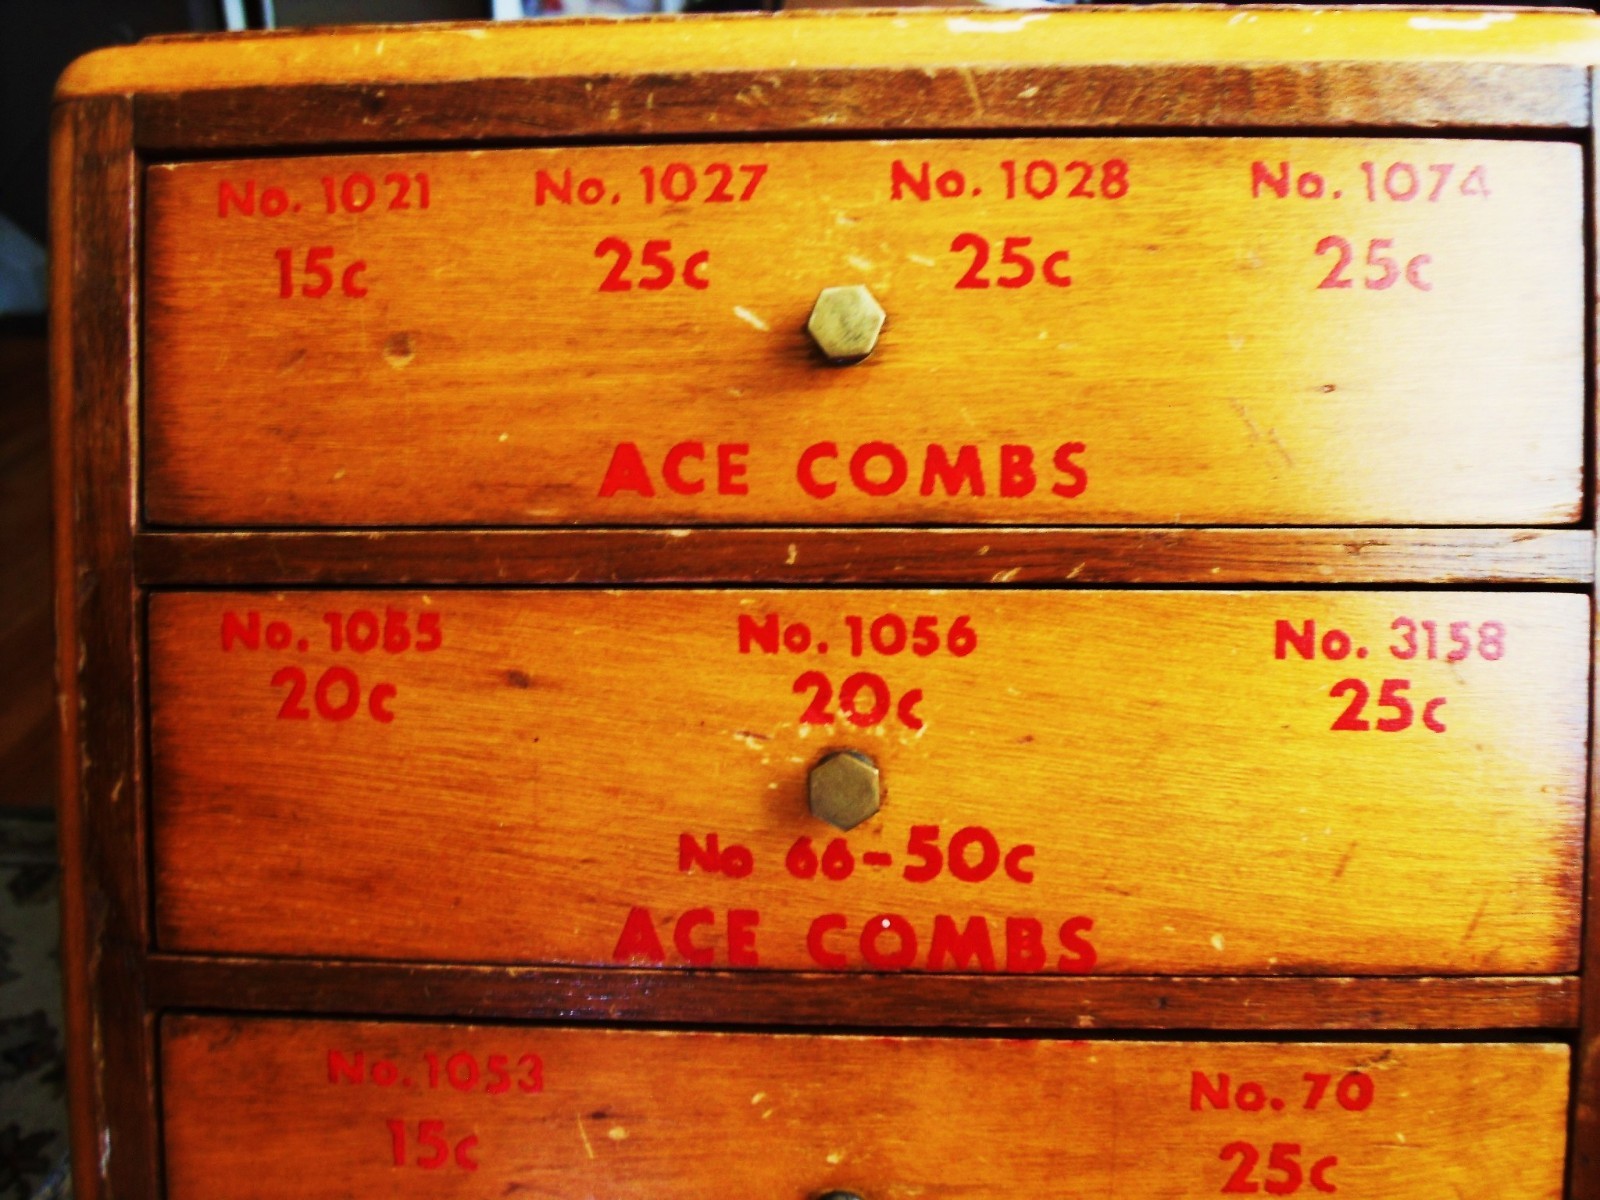 No. 1021 No. 1027 No. 1028 No. 1074
15c 25c 25c 25c
ACE COMBS
No. 1055 No. 1056 No. 3158
20c 20c 25c
No 66-50c
ACE COMBS
No. 1053 No. 70
15c 25c